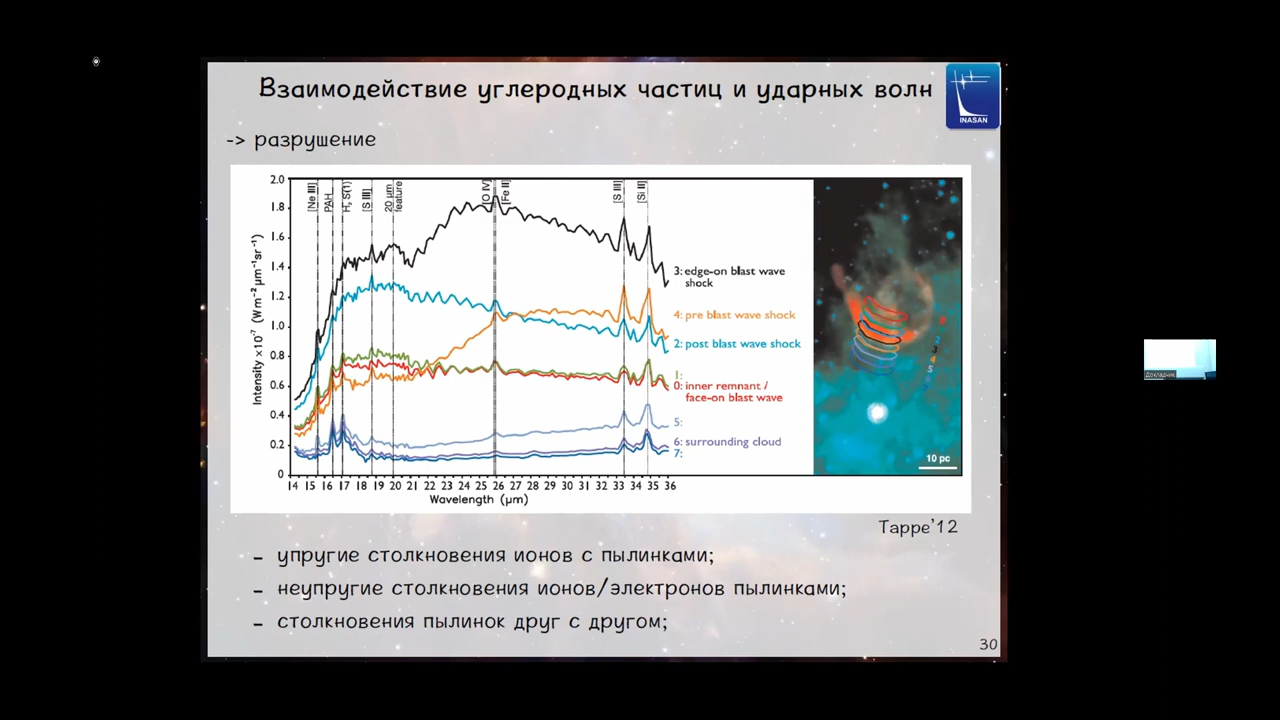 Взаимодействие углеродных частиц и ударных волн
INASAN
-> разрушение
2.0
1.8
1.6
1.4
1.2
1.0
0.8
0.6
0.4
0.2
0
Intensity ×10⁻⁷ (W m⁻² μm⁻¹ sr⁻¹)
[Ne III]
PAH
H₂ S(1)
[S III]
20 μm
feature
[O IV]
[Fe II]
[S III]
[Si II]
3: edge-on blast wave
shock
4: pre blast wave shock
2: post blast wave shock
1:
0: inner remnant /
face-on blast wave
5:
6: surrounding cloud
7:
14 15 16 17 18 19 20 21 22 23 24 25 26 27 28 29 30 31 32 33 34 35 36
Wavelength (μm)
3
4
5
10 pc
Tappe'12
- упругие столкновения ионов с пылинками;
- неупругие столкновения ионов/электронов пылинками;
- столкновения пылинок друг с другом;
30
Докладчик